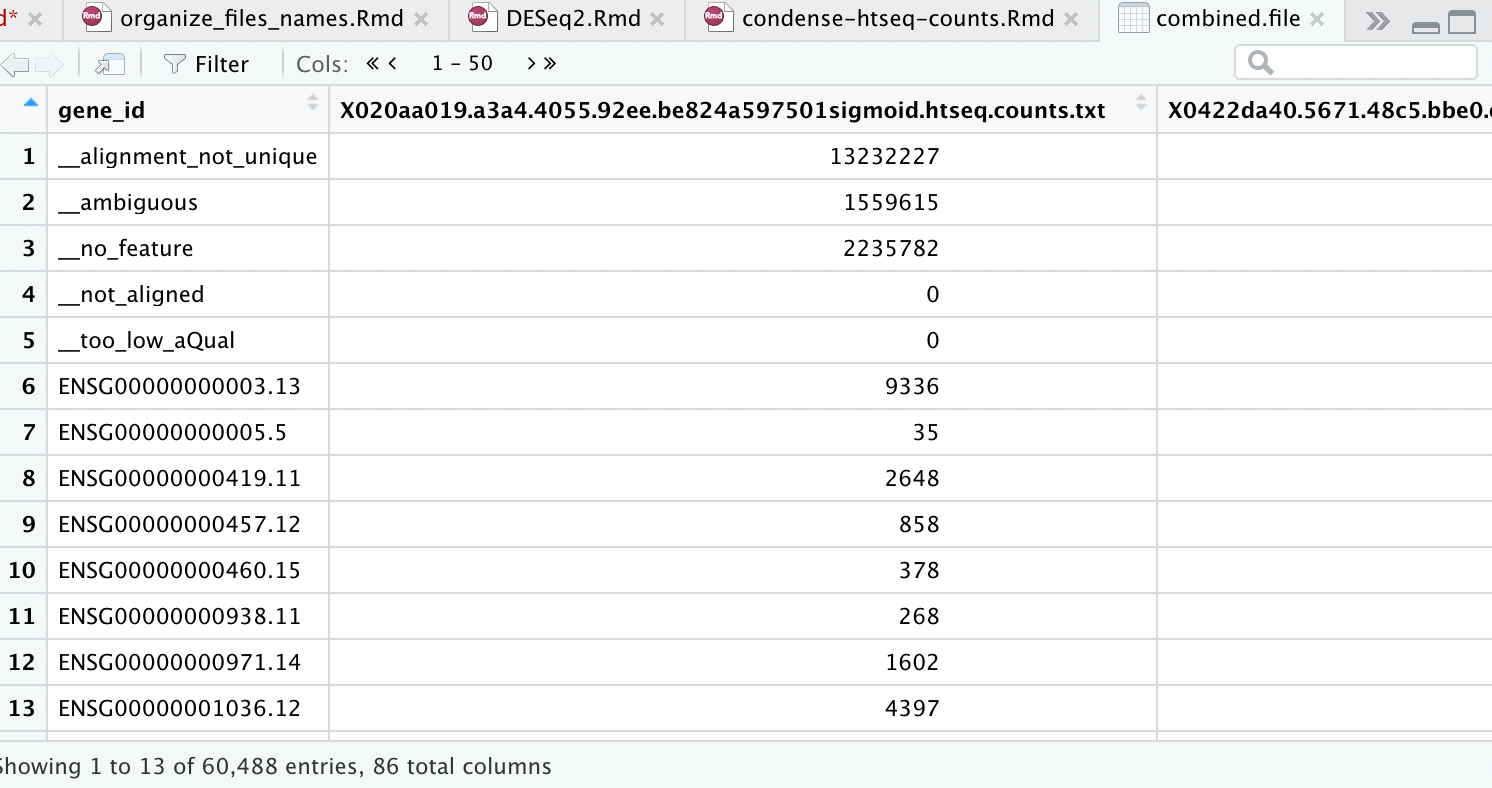 d* organize_files_names.Rmd DESeq2.Rmd condense-htseq-counts.Rmd combined.file
Filter Cols: « < 1 - 50 > »
gene_id X020aa019.a3a4.4055.92ee.be824a597501sigmoid.htseq.counts.txt X0422da40.5671.48c5.bbe0.
1 __alignment_not_unique 13232227
2 __ambiguous 1559615
3 __no_feature 2235782
4 __not_aligned 0
5 __too_low_aQual 0
6 ENSG00000000003.13 9336
7 ENSG00000000005.5 35
8 ENSG00000000419.11 2648
9 ENSG00000000457.12 858
10 ENSG00000000460.15 378
11 ENSG00000000938.11 268
12 ENSG00000000971.14 1602
13 ENSG00000001036.12 4397
Showing 1 to 13 of 60,488 entries, 86 total columns